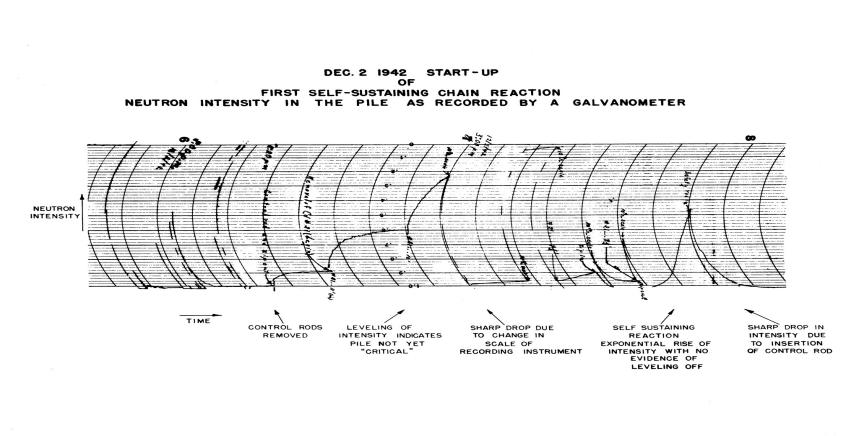 DEC. 2 1942 START-UP
OF
FIRST SELF-SUSTAINING CHAIN REACTION
NEUTRON INTENSITY IN THE PILE AS RECORDED BY A GALVANOMETER
8
NEUTRON
INTENSITY
TIME
CONTROL RODS
REMOVED
LEVELING OF
INTENSITY INDICATES
PILE NOT YET
"CRITICAL"
SHARP DROP DUE
TO CHANGE IN
SCALE OF
RECORDING INSTRUMENT
SELF SUSTAINING
REACTION
EXPONENTIAL RISE OF
INTENSITY WITH NO
EVIDENCE OF
LEVELING OFF
SHARP DROP IN
INTENSITY DUE
TO INSERTION
OF CONTROL ROD